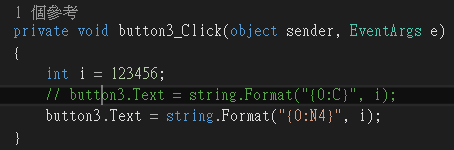 1 個參考
private void button3_Click(object sender, EventArgs e)
{
int i = 123456;
// button3.Text = string.Format("{0:C}", i);
button3.Text = string.Format("{0:N4}", i);
}